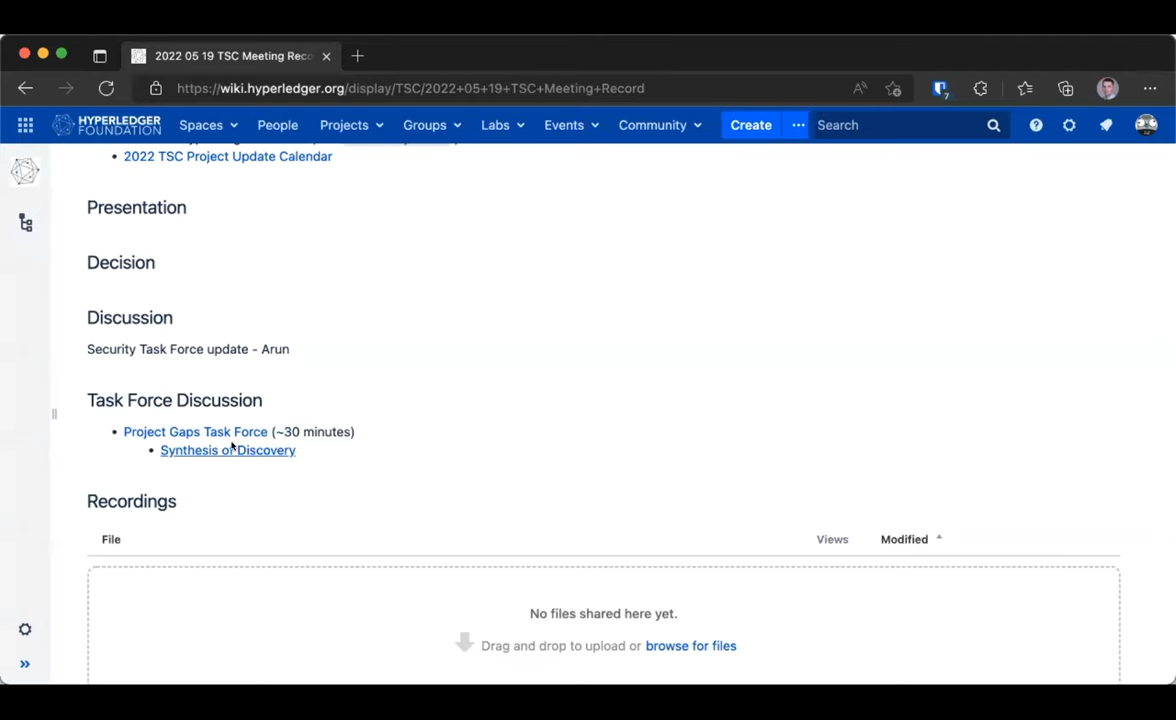 2022 05 19 TSC Meeting Reco
https://wiki.hyperledger.org/display/TSC/2022+05+19+TSC+Meeting+Record
7
HYPERLEDGER FOUNDATION Spaces People Projects Groups Labs Events Community Create Search
2022 TSC Project Update Calendar
Presentation
Decision
Discussion
Security Task Force update - Arun
Task Force Discussion
Project Gaps Task Force (~30 minutes)
Synthesis of Discovery
Recordings
File Views Modified
No files shared here yet.
Drag and drop to upload or browse for files